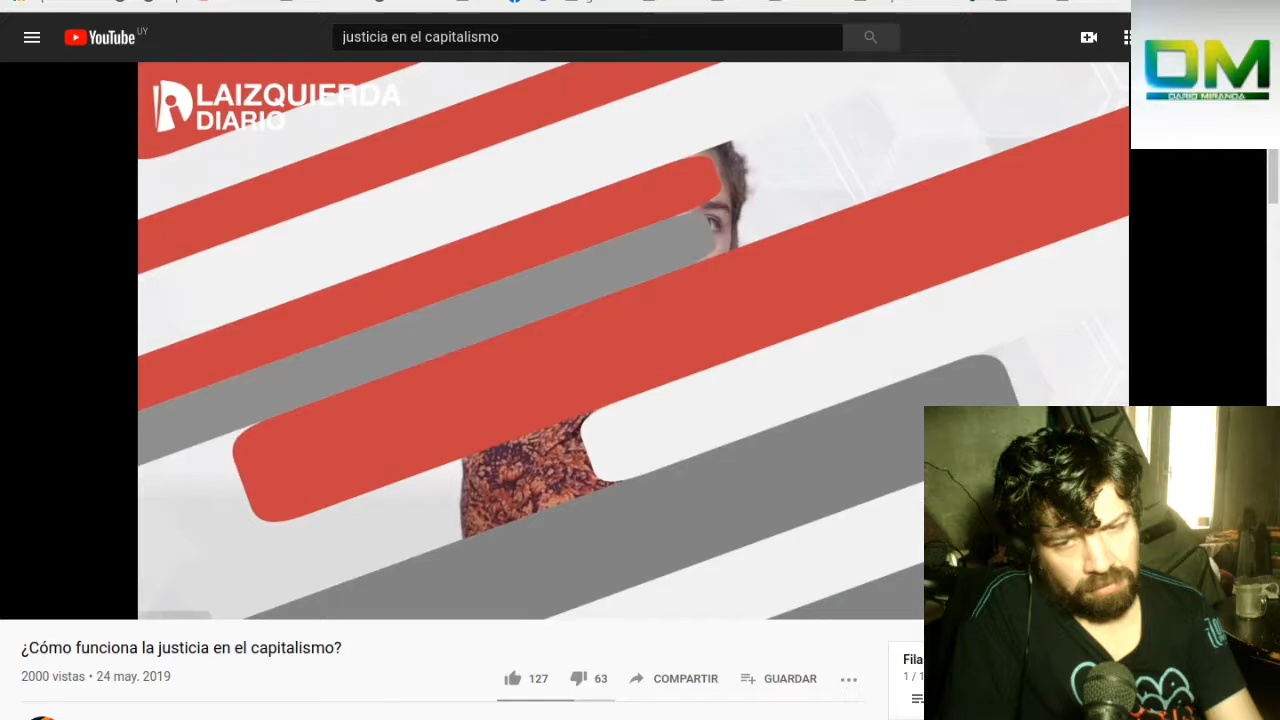 YouTube UY
justicia en el capitalismo
DM
DARIO MIRANDA
LAIZQUIERDA
DIARIO
¿Cómo funciona la justicia en el capitalismo?
2000 vistas • 24 may. 2019
127
63
COMPARTIR
GUARDAR
Fila
1 / 1